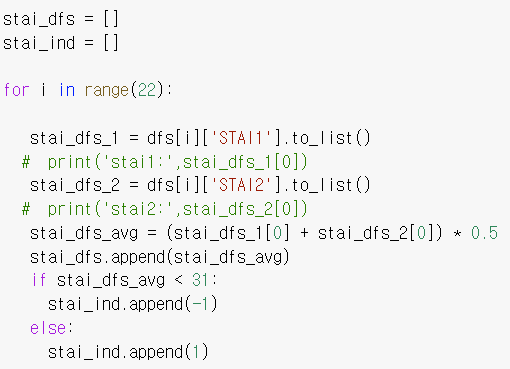 stai_dfs = []
stai_ind = []
for i in range(22):
stai_dfs_1 = dfs[i]['STAI1'].to_list()
# print('stai1:',stai_dfs_1[0])
stai_dfs_2 = dfs[i]['STAI2'].to_list()
# print('stai2:',stai_dfs_2[0])
stai_dfs_avg = (stai_dfs_1[0] + stai_dfs_2[0]) * 0.5
stai_dfs.append(stai_dfs_avg)
if stai_dfs_avg < 31:
stai_ind.append(-1)
else:
stai_ind.append(1)